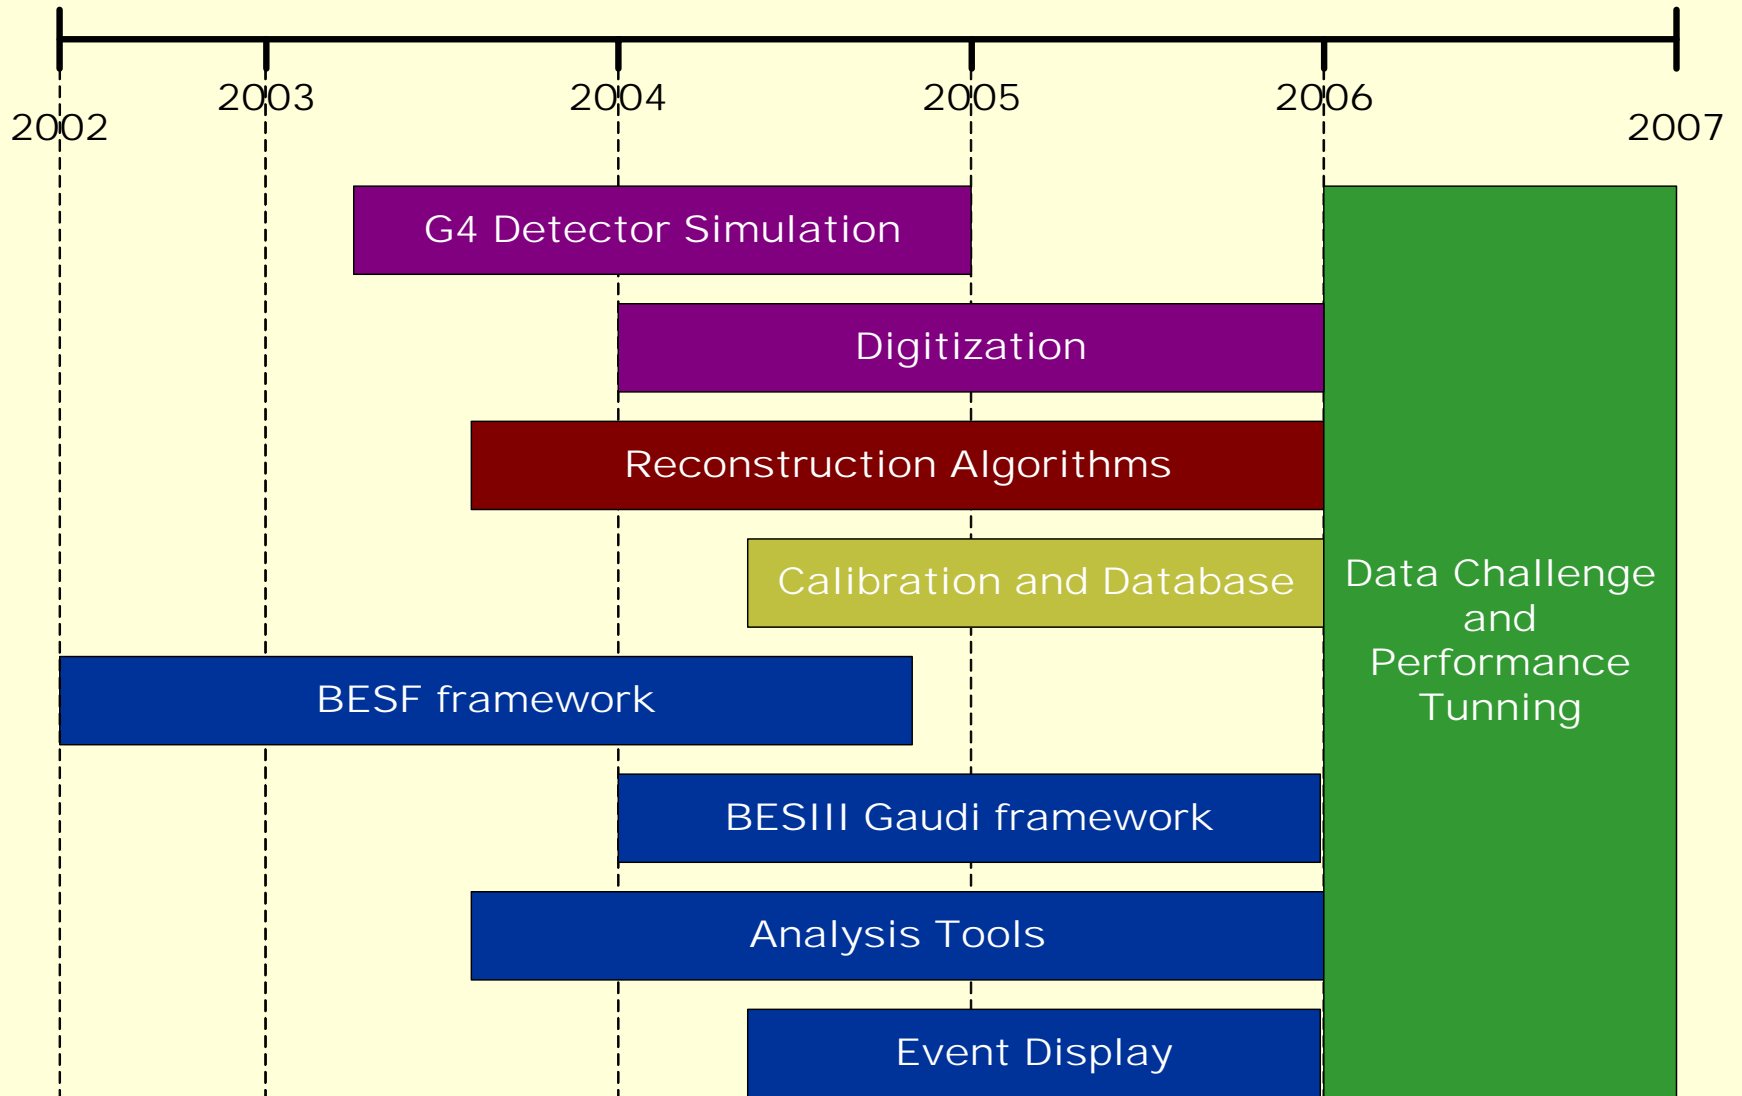 2002
2003
2004
2005
2006
2007
G4 Detector Simulation
Digitization
Reconstruction Algorithms
Calibration and Database
Data Challenge
and
Performance
Tunning
BESF framework
BESIII Gaudi framework
Analysis Tools
Event Display